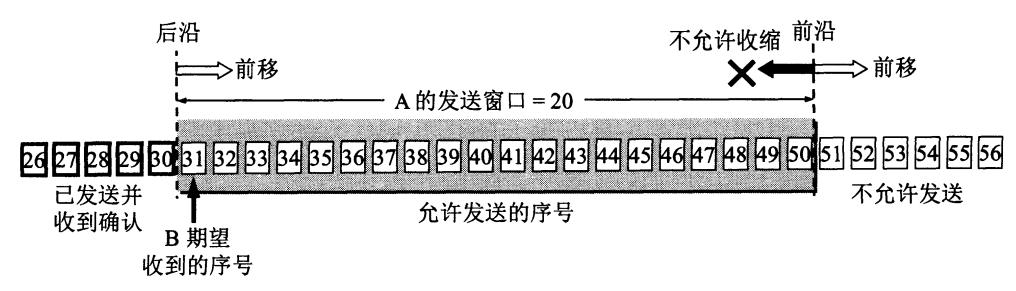 后沿
前沿
不允许收缩
前移
前移
A 的发送窗口 = 20
26 27 28 29 30 31 32 33 34 35 36 37 38 39 40 41 42 43 44 45 46 47 48 49 50 51 52 53 54 55 56
已发送并
收到确认
B 期望
收到的序号
允许发送的序号
不允许发送